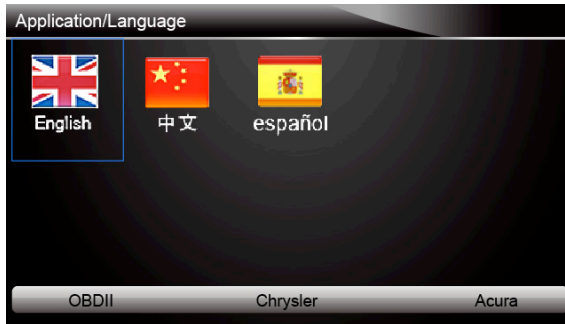 Application/Language
English 中文 español
OBDII Chrysler Acura